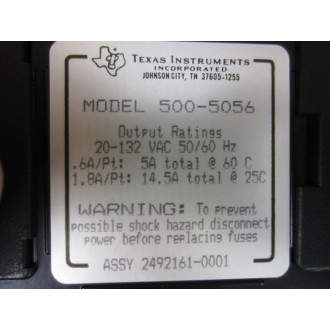 TEXAS INSTRUMENTS
INCORPORATED
JOHNSON CITY, TN 37605-1255
MODEL 500-5056
Output Ratings
20-132 VAC 50/60 Hz
.6A/Pt: 5A total @ 60 C
1.8A/Pt: 14.5A total @ 25C
WARNING: To prevent
possible shock hazard disconnect
power before replacing fuses
ASSY 2492161-0001